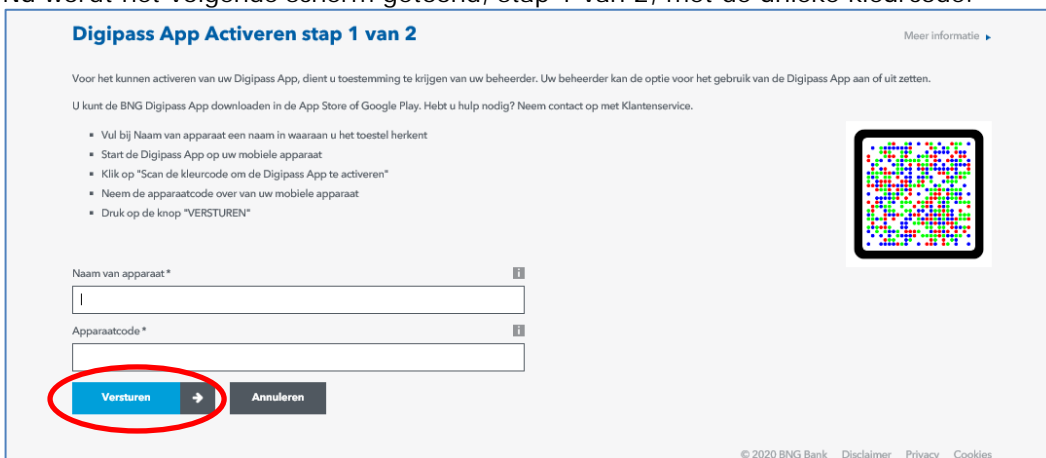 Nu wordt het volgende scherm getoond, stap 1 van 2, met de unieke kleurcode.
Digipass App Activeren stap 1 van 2
Meer informatie
Voor het kunnen activeren van uw Digipass App, dient u toestemming te krijgen van uw beheerder. Uw beheerder kan de optie voor het gebruik van de Digipass App aan of uit zetten.
U kunt de BNG Digipass App downloaden in de App Store of Google Play. Hebt u hulp nodig? Neem contact op met Klantenservice.
▪ Vul bij Naam van apparaat een naam in waaraan u het toestel herkent
▪ Start de Digipass App op uw mobiele apparaat
▪ Klik op "Scan de kleurcode om de Digipass App te activeren"
▪ Neem de apparaatcode over van uw mobiele apparaat
▪ Druk op de knop "VERSTUREN"
Naam van apparaat *
i
Apparaatcode *
i
Versturen
Annuleren
© 2020 BNG Bank Disclaimer Privacy Cookies